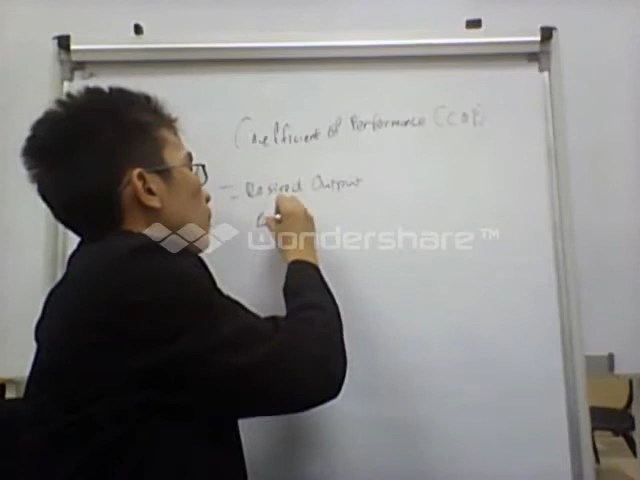 Coefficient of Performance (COP)
= Desired Output
wondershare™